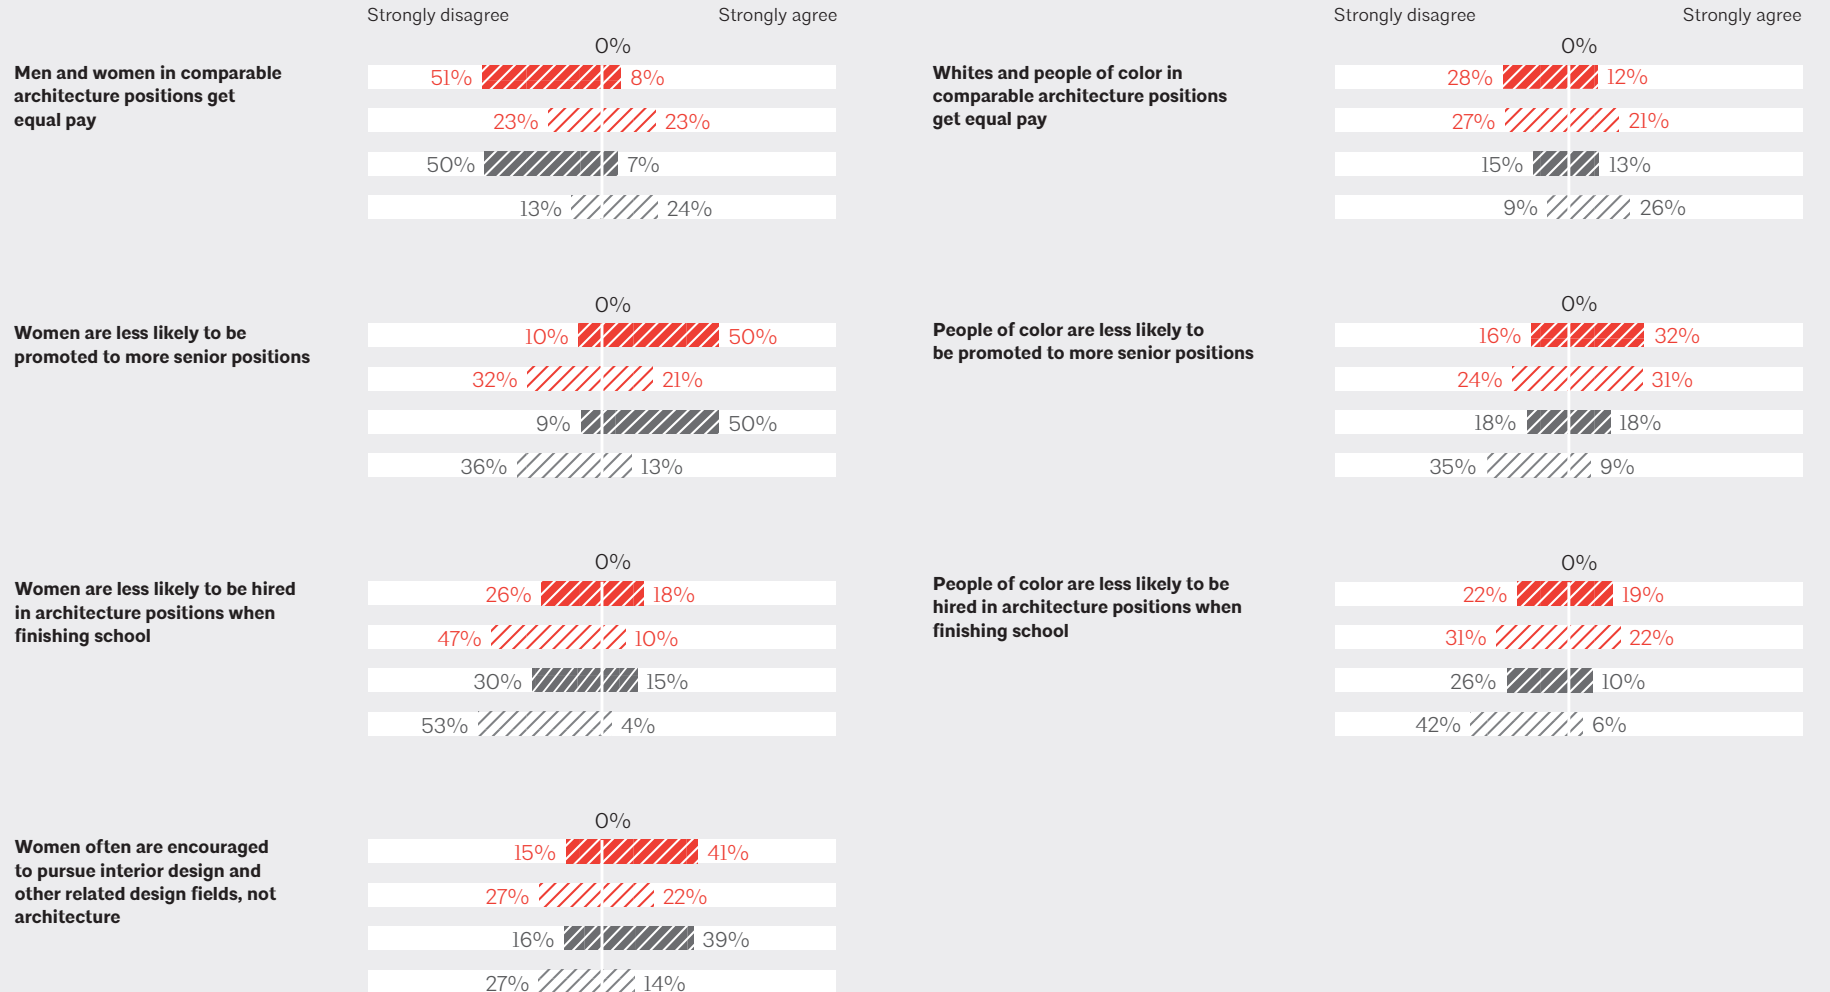 Strongly disagree Strongly agree
0%
Men and women in comparable
architecture positions get
equal pay
51% 8%
23% 23%
50% 7%
13% 24%
0%
Women are less likely to be
promoted to more senior positions
10% 50%
32% 21%
9% 50%
36% 13%
0%
Women are less likely to be hired
in architecture positions when
finishing school
26% 18%
47% 10%
30% 15%
53% 4%
0%
Women often are encouraged
to pursue interior design and
other related design fields, not
architecture
15% 41%
27% 22%
16% 39%
27% 14%
Strongly disagree Strongly agree
0%
Whites and people of color in
comparable architecture positions
get equal pay
28% 12%
27% 21%
15% 13%
9% 26%
0%
People of color are less likely to
be promoted to more senior positions
16% 32%
24% 31%
18% 18%
35% 9%
0%
People of color are less likely to be
hired in architecture positions when
finishing school
22% 19%
31% 22%
26% 10%
42% 6%